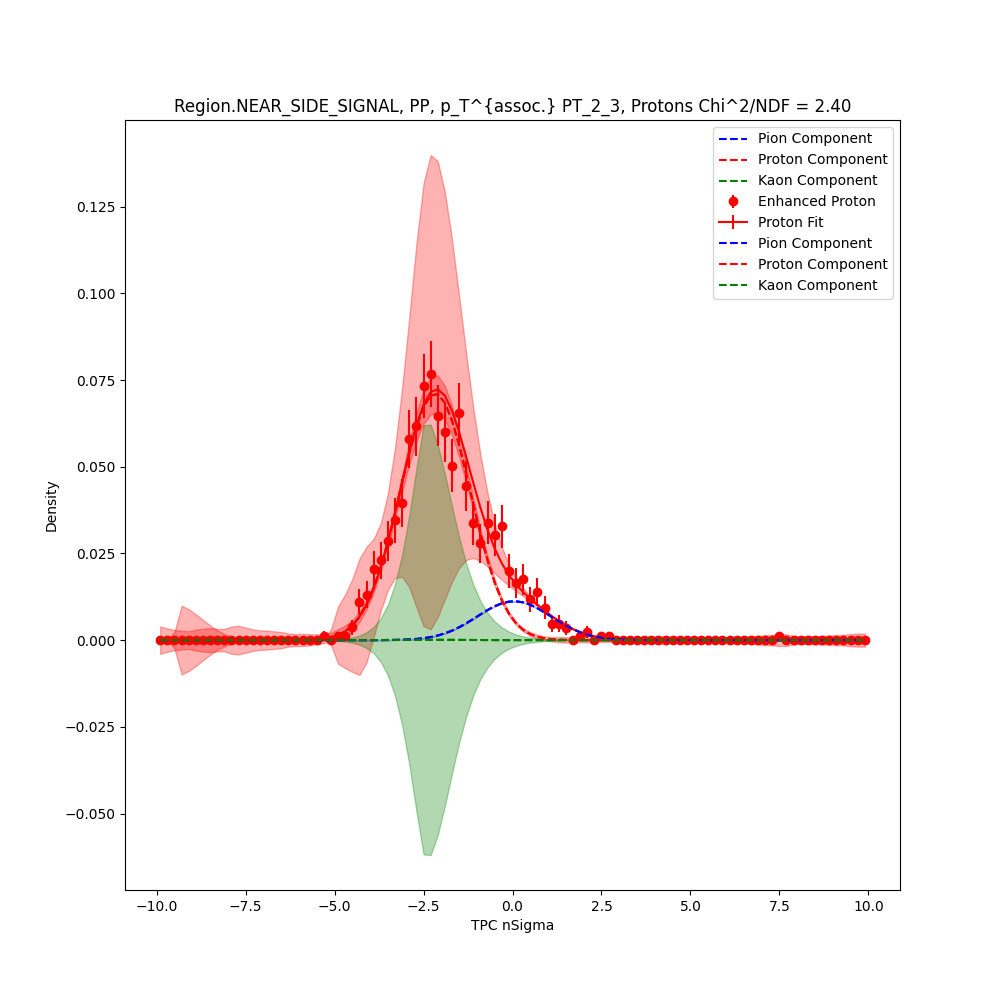 Region.NEAR_SIDE_SIGNAL, PP, p_T^{assoc.} PT_2_3, Protons Chi^2/NDF = 2.40
Pion Component
Proton Component
Kaon Component
Enhanced Proton
Proton Fit
Pion Component
Proton Component
Kaon Component
0.125
0.100
0.075
0.050
0.025
0.000
−0.025
−0.050
Density
−10.0 −7.5 −5.0 −2.5 0.0 2.5 5.0 7.5 10.0
TPC nSigma